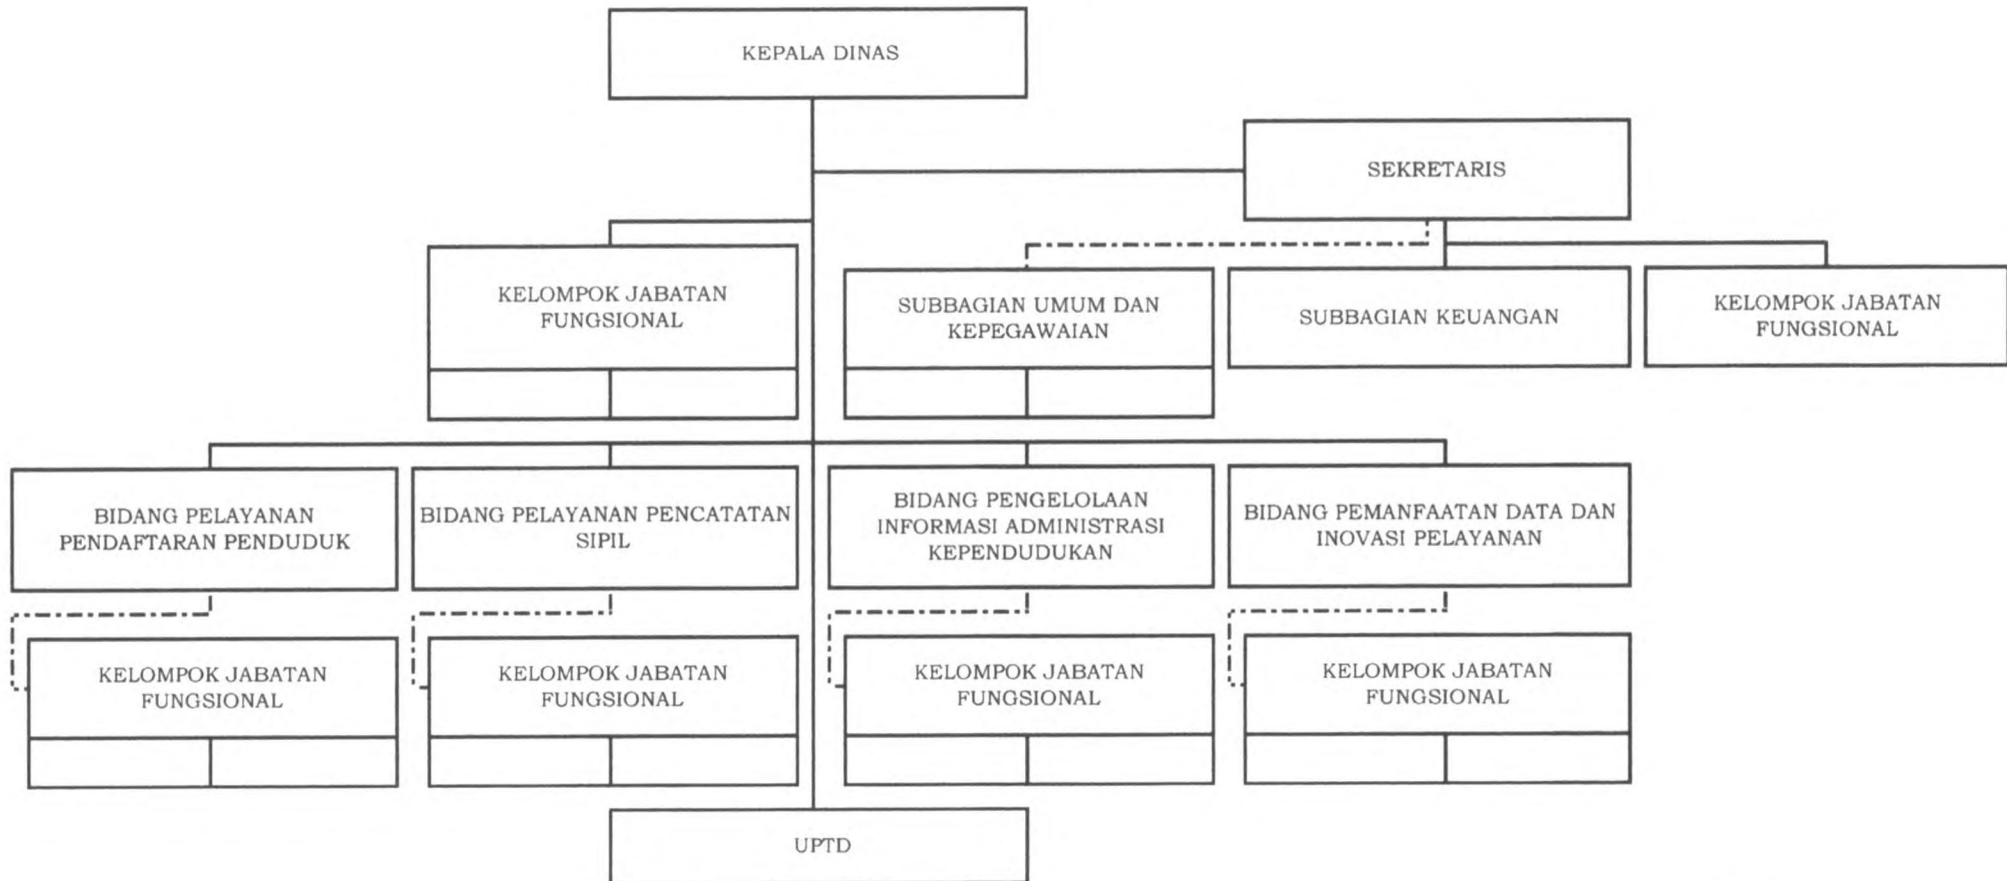 KEPALA DINAS
SEKRETARIS
KELOMPOK JABATAN
FUNGSIONAL
SUBBAGIAN UMUM DAN
KEPEGAWAIAN
SUBBAGIAN KEUANGAN
KELOMPOK JABATAN
FUNGSIONAL
BIDANG PELAYANAN
PENDAFTARAN PENDUDUK
BIDANG PELAYANAN PENCATATAN
SIPIL
BIDANG PENGELOLAAN
INFORMASI ADMINISTRASI
KEPENDUDUKAN
BIDANG PEMANFAATAN DATA DAN
INOVASI PELAYANAN
KELOMPOK JABATAN
FUNGSIONAL
KELOMPOK JABATAN
FUNGSIONAL
KELOMPOK JABATAN
FUNGSIONAL
KELOMPOK JABATAN
FUNGSIONAL
UPTD